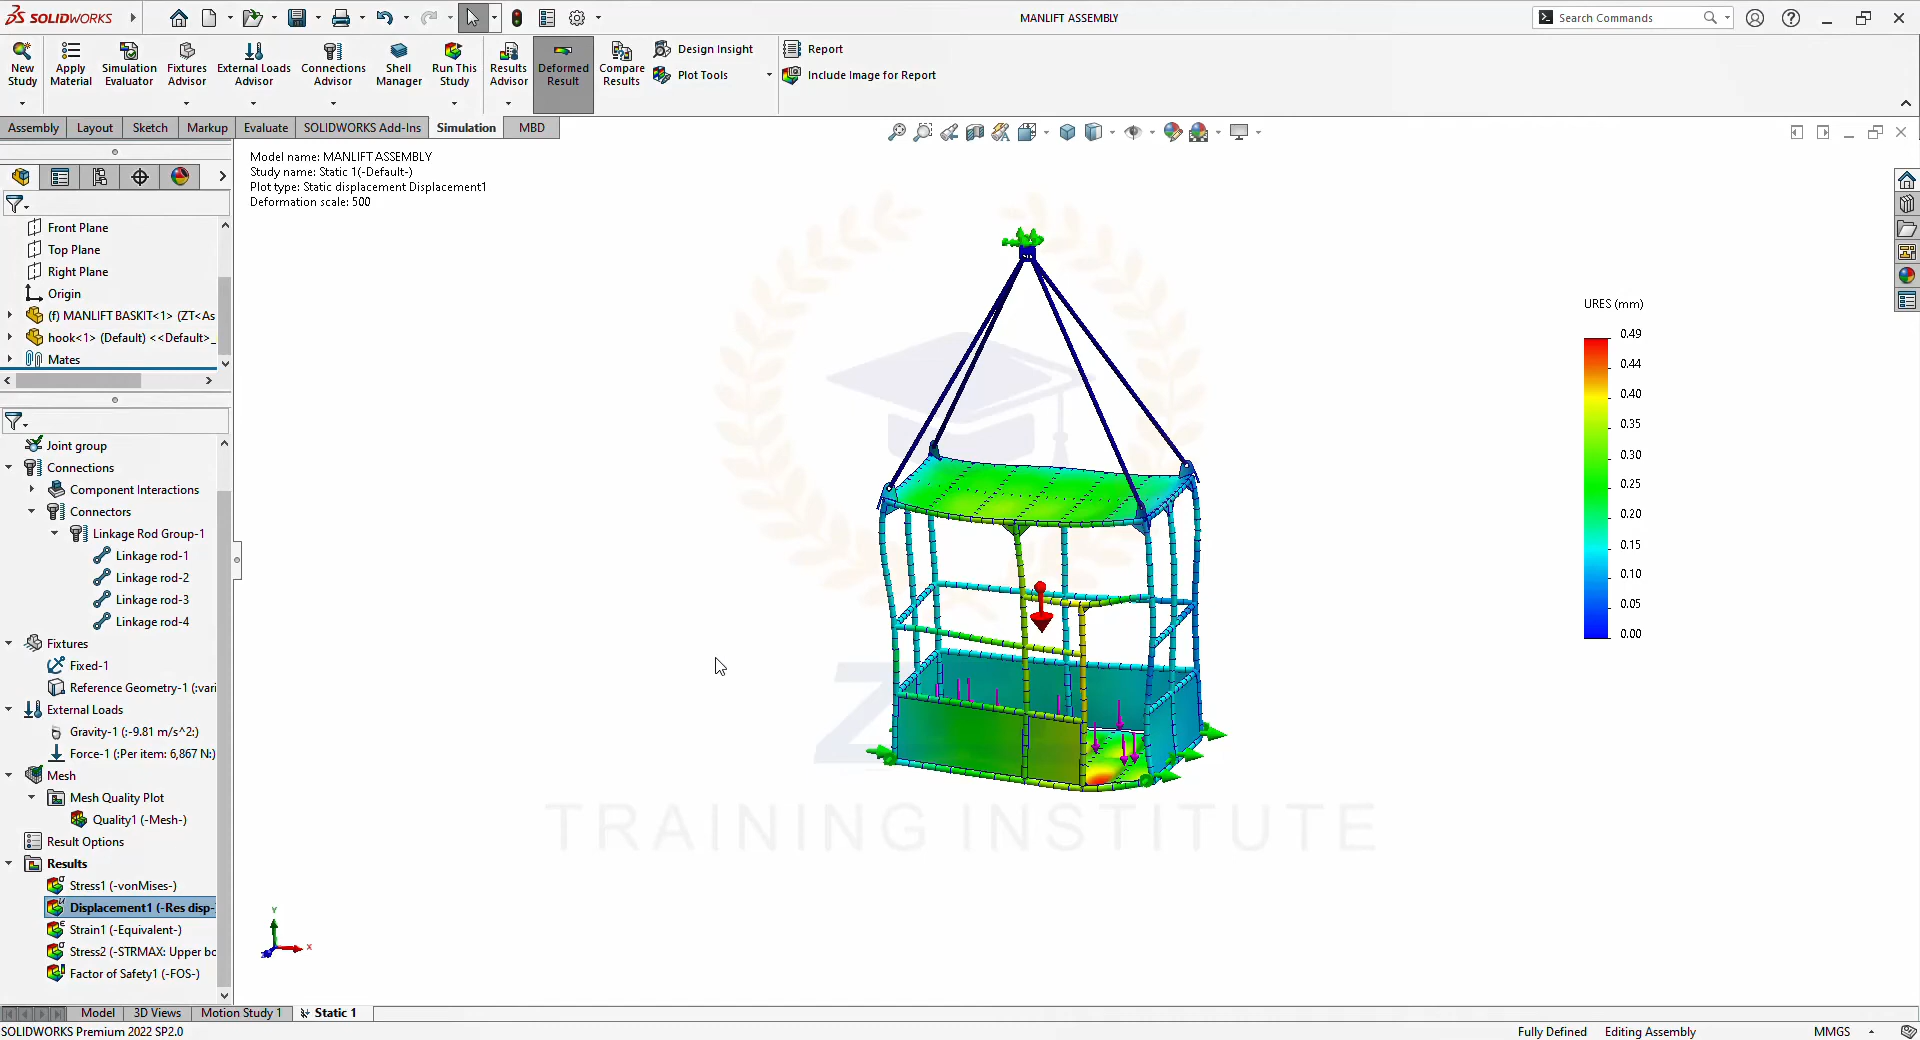 SOLIDWORKS
MANLIFT ASSEMBLY
Search Commands
New Study
Apply Material
Simulation Evaluator
Fixtures Advisor
External Loads Advisor
Connections Advisor
Shell Manager
Run This Study
Results Advisor
Deformed Result
Compare Results
Design Insight
Plot Tools
Report
Include Image for Report
Assembly
Layout
Sketch
Markup
Evaluate
SOLIDWORKS Add-Ins
Simulation
MBD
Model name: MANLIFT ASSEMBLY
Study name: Static 1(-Default-)
Plot type: Static displacement Displacement1
Deformation scale: 500
Front Plane
Top Plane
Right Plane
Origin
(f) MANLIFT BASKIT<1> (ZT<As
hook<1> (Default) <<Default>_
Mates
Joint group
Connections
Component Interactions
Connectors
Linkage Rod Group-1
Linkage rod-1
Linkage rod-2
Linkage rod-3
Linkage rod-4
Fixtures
Fixed-1
Reference Geometry-1 (:vari
External Loads
Gravity-1 (:-9.81 m/s^2:)
Force-1 (:Per item: 6,867 N:)
Mesh
Mesh Quality Plot
Quality1 (-Mesh-)
Result Options
Results
Stress1 (-vonMises-)
Displacement1 (-Res disp-
Strain1 (-Equivalent-)
Stress2 (-STRMAX: Upper bo
Factor of Safety1 (-FOS-)
URES (mm)
0.49
0.44
0.40
0.35
0.35
0.30
0.25
0.20
0.15
0.10
0.05
0.00
TRAINING INSTITUTE
Y
X
Model
3D Views
Motion Study 1
Static 1
SOLIDWORKS Premium 2022 SP2.0
Fully Defined
Editing Assembly
MMGS